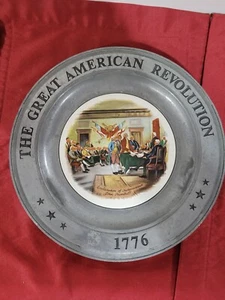 THE GREAT AMERICAN REVOLUTION
1776